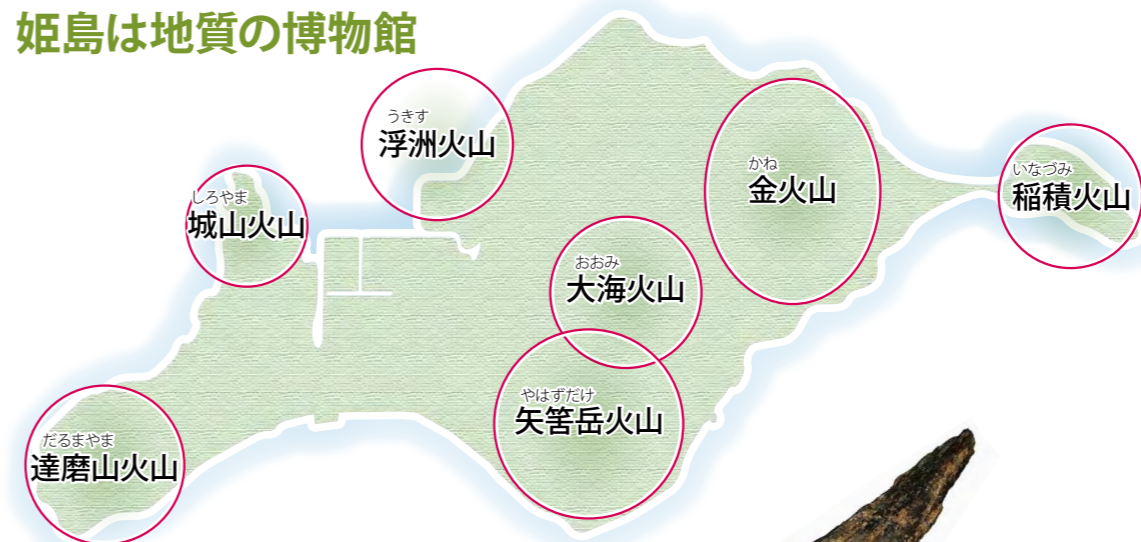 姫島は地質の博物館
うきす
浮洲火山
かね
金火山
いなづみ
稲積火山
しろやま
城山火山
おおみ
大海火山
やはずだけ
矢筈岳火山
だるまやま
達磨山火山